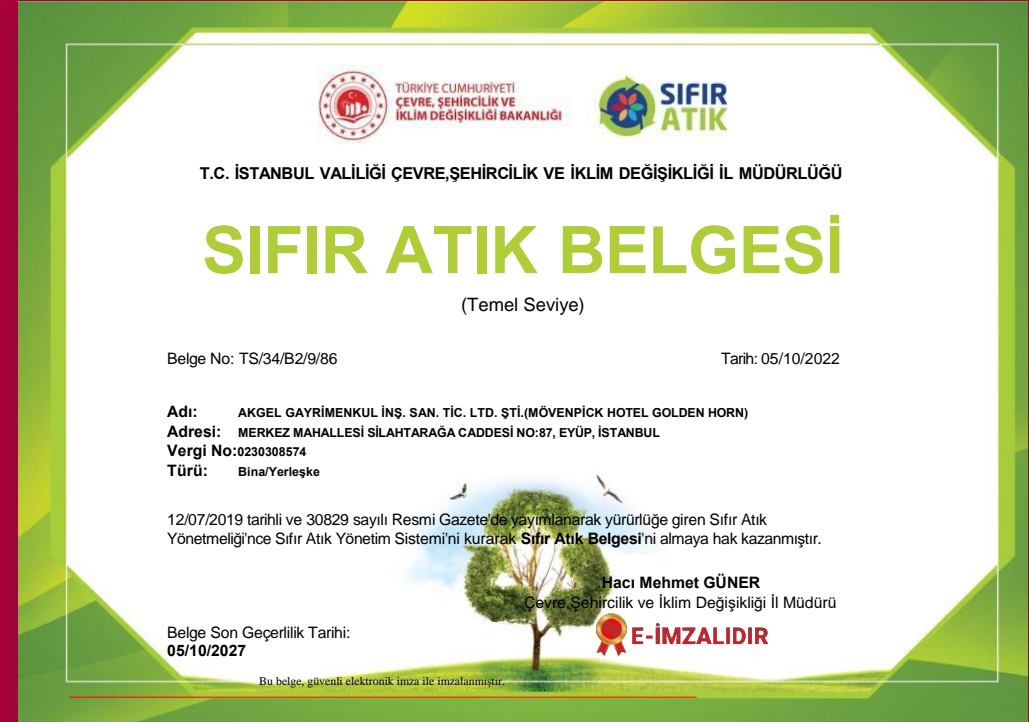 TÜRKİYE CUMHURİYETİ
ÇEVRE, ŞEHİRCİLİK VE
İKLİM DEĞİŞİKLİĞİ BAKANLIĞI
SIFIR
ATIK
T.C. İSTANBUL VALİLİĞİ ÇEVRE,ŞEHİRCİLİK VE İKLİM DEĞİŞİKLİĞİ İL MÜDÜRLÜĞÜ
SIFIR ATIK BELGESİ
(Temel Seviye)
Belge No: TS/34/B2/9/86 Tarih: 05/10/2022
Adı: AKGEL GAYRİMENKUL İNŞ. SAN. TİC. LTD. ŞTİ.(MÖVENPİCK HOTEL GOLDEN HORN)
Adresi: MERKEZ MAHALLESİ SİLAHTARAĞA CADDESİ NO:87, EYÜP, İSTANBUL
Vergi No:0230308574
Türü: Bina/Yerleşke
12/07/2019 tarihli ve 30829 sayılı Resmi Gazete'de yayımlanarak yürürlüğe giren Sıfır Atık
Yönetmeliği'nce Sıfır Atık Yönetim Sistemi'ni kurarak Sıfır Atık Belgesi'ni almaya hak kazanmıştır.
Hacı Mehmet GÜNER
Çevre,Şehircilik ve İklim Değişikliği İl Müdürü
E-İMZALIDIR
Belge Son Geçerlilik Tarihi:
05/10/2027
Bu belge, güvenli elektronik imza ile imzalanmıştır.